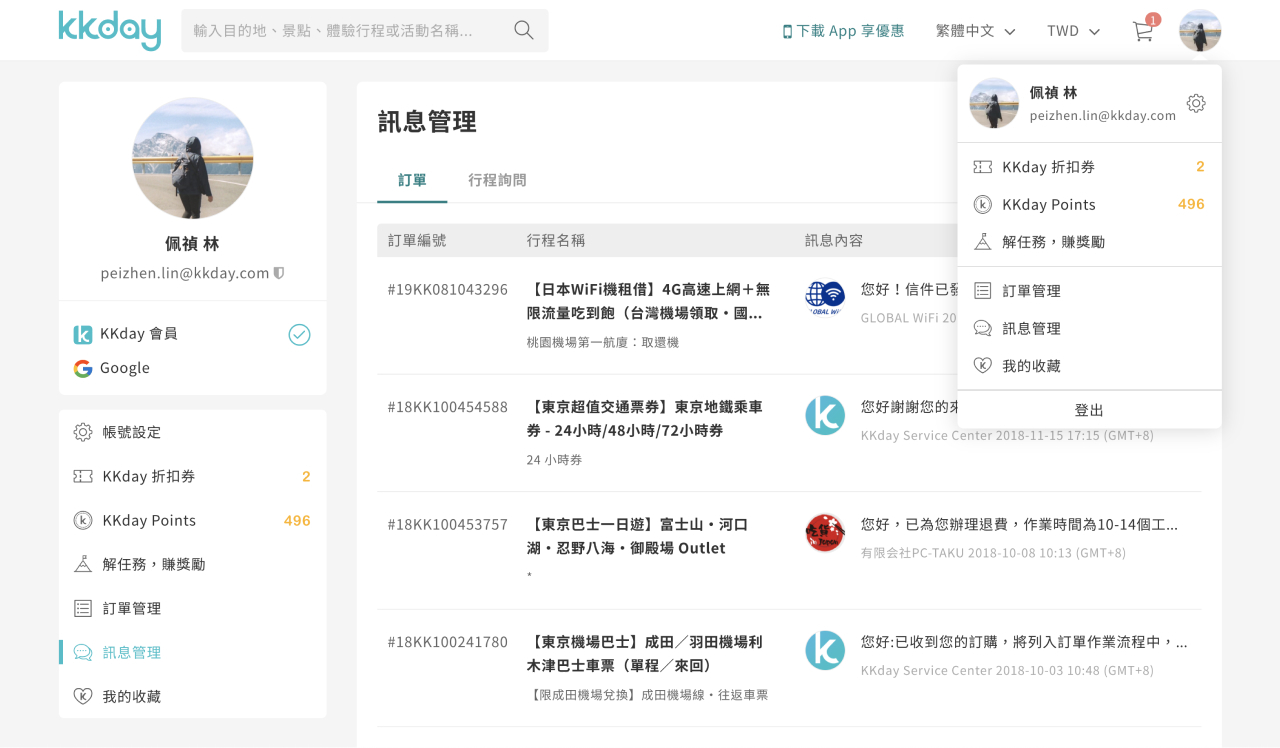 kkday
輸入目的地、景點、體驗行程或活動名稱...
下載 App 享優惠
繁體中文
TWD
1
佩禎 林
peizhen.lin@kkday.com
KKday 折扣券
2
KKday Points
496
解任務，賺獎勵
訂單管理
訊息管理
我的收藏
登出
佩禎 林
peizhen.lin@kkday.com
KKday 會員
Google
帳號設定
KKday 折扣券
2
KKday Points
496
解任務，賺獎勵
訂單管理
訊息管理
我的收藏
訊息管理
訂單
行程詢問
訂單編號
行程名稱
訊息內容
#19KK081043296
【日本WiFi機租借】4G高速上網＋無
限流量吃到飽（台灣機場領取・國...
桃園機場第一航廈：取還機
您好！信件已發
GLOBAL WiFi 20
#18KK100454588
【東京超值交通票券】東京地鐵乘車
券 - 24小時/48小時/72小時券
24 小時券
您好謝謝您的來
KKday Service Center 2018-11-15 17:15 (GMT+8)
#18KK100453757
【東京巴士一日遊】富士山・河口
湖・忍野八海・御殿場 Outlet
*
您好，已為您辦理退費，作業時間為10-14個工...
有限会社PC-TAKU 2018-10-08 10:13 (GMT+8)
#18KK100241780
【東京機場巴士】成田／羽田機場利
木津巴士車票（單程／來回）
【限成田機場兌換】成田機場線・往返車票
您好:已收到您的訂購，將列入訂單作業流程中，...
KKday Service Center 2018-10-03 10:48 (GMT+8)